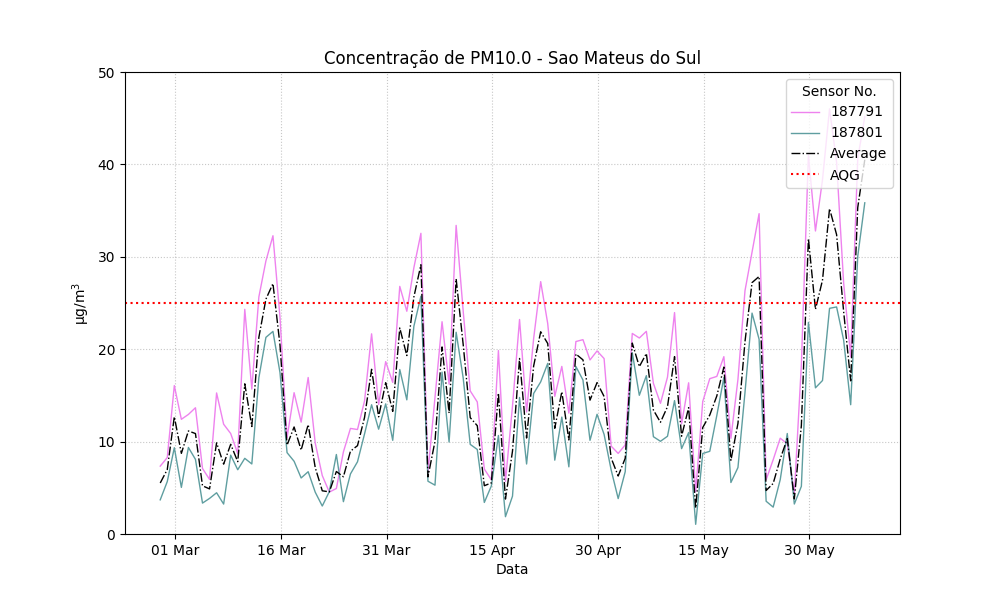 Concentração de PM10.0 - Sao Mateus do Sul
50
40
30
20
10
0
µg/m³
Sensor No.
187791
187801
Average
AQG
01 Mar
16 Mar
31 Mar
15 Apr
30 Apr
15 May
30 May
Data